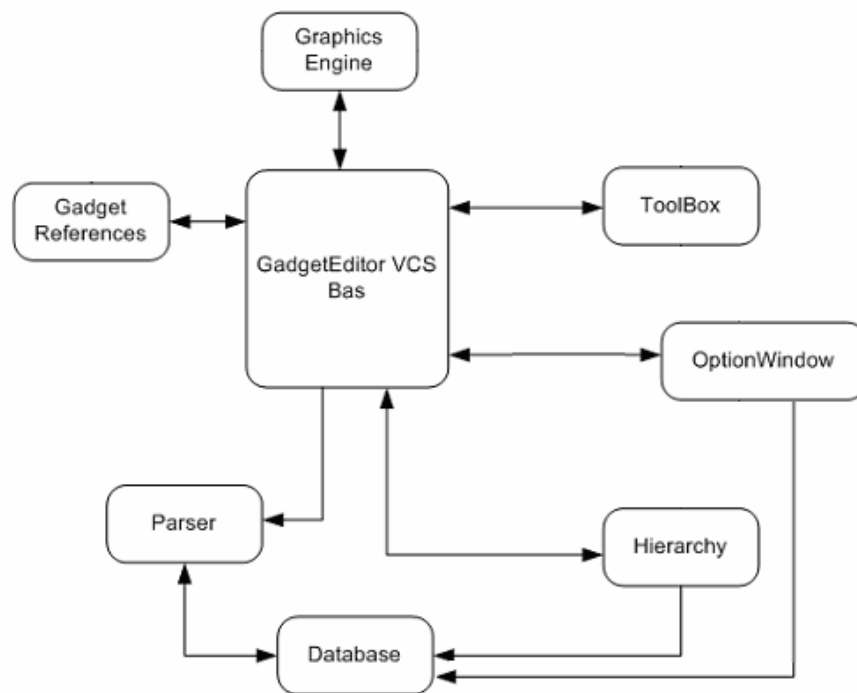 Graphics
Engine
Gadget
References
ToolBox
GadgetEditor VCS
Bas
OptionWindow
Parser
Hierarchy
Database